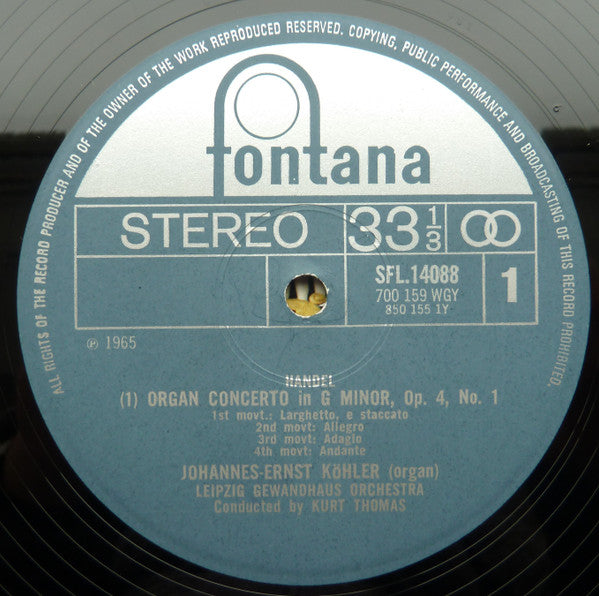 ALL RIGHTS OF THE RECORD PRODUCER AND OF THE OWNER OF THE WORK REPRODUCED RESERVED. COPYING, PUBLIC PERFORMANCE AND BROADCASTING OF THIS RECORD PROHIBITED.
fontana
STEREO 33 1/3
SFL.14088
700 159 WGY
850 155 1Y
1
℗ 1965
HANDEL
(1) ORGAN CONCERTO in G MINOR, Op. 4, No. 1
1st movt.: Larghetto, e staccato
2nd movt: Allegro
3rd movt: Adagio
4th movt: Andante
JOHANNES-ERNST KÖHLER (organ)
LEIPZIG GEWANDHAUS ORCHESTRA
Conducted by KURT THOMAS